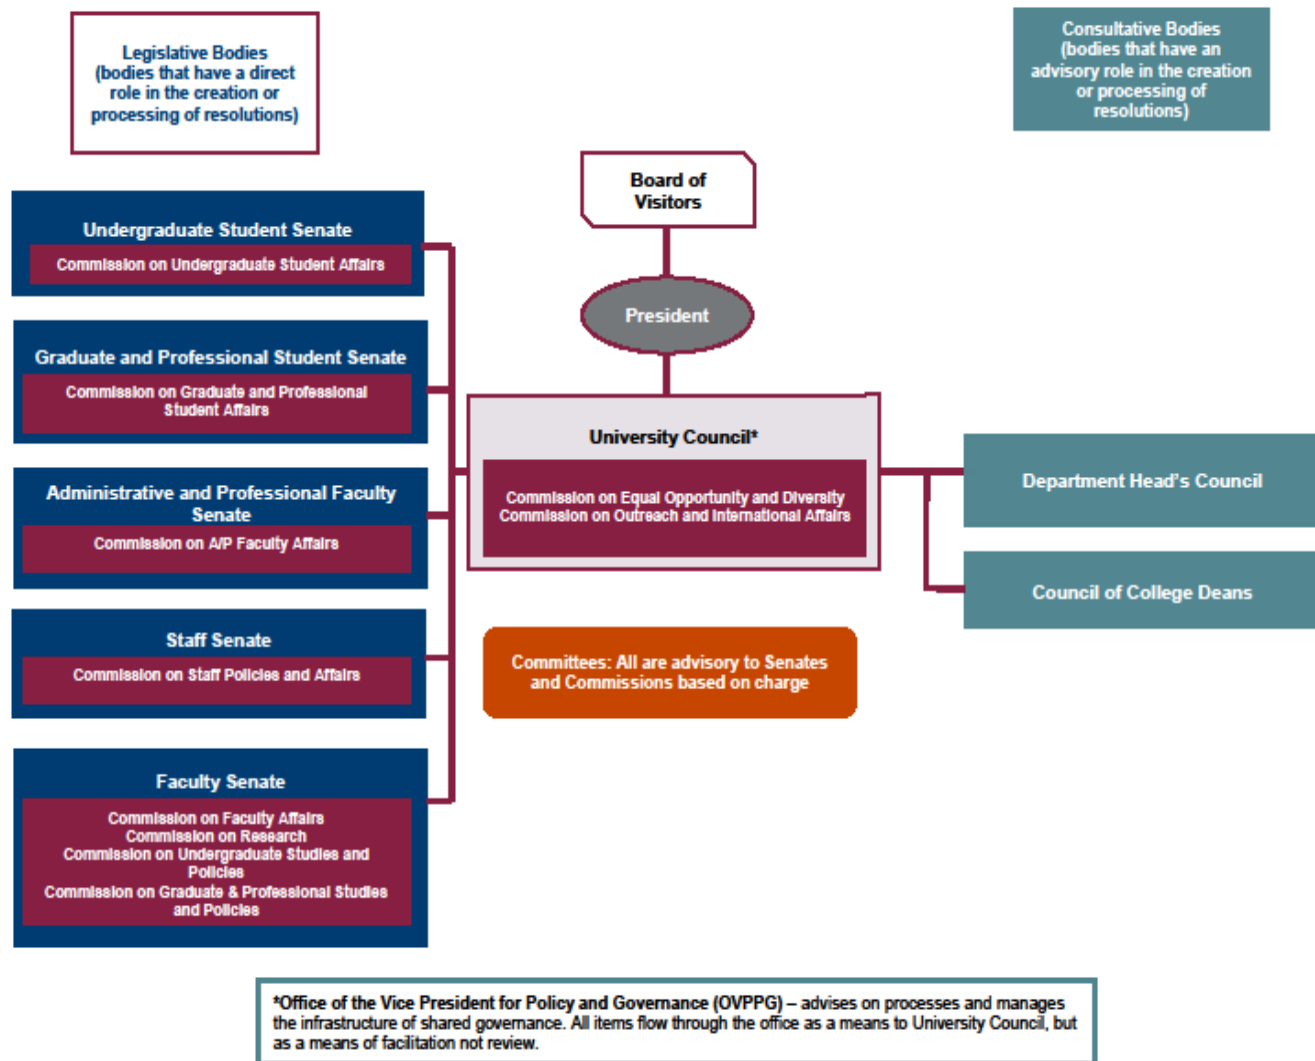 Legislative Bodies
(bodies that have a direct
role in the creation or
processing of resolutions)
Consultative Bodies
(bodies that have an
advisory role in the creation
or processing of
resolutions)
Board of
Visitors
President
Undergraduate Student Senate
Commission on Undergraduate Student Affairs
Graduate and Professional Student Senate
Commission on Graduate and Professional
Student Affairs
Administrative and Professional Faculty
Senate
Commission on A/P Faculty Affairs
Staff Senate
Commission on Staff Policies and Affairs
Faculty Senate
Commission on Faculty Affairs
Commission on Research
Commission on Undergraduate Studies and
Policies
Commission on Graduate & Professional Studies
and Policies
University Council*
Commission on Equal Opportunity and Diversity
Commission on Outreach and International Affairs
Committees: All are advisory to Senates
and Commissions based on charge
Department Head's Council
Council of College Deans
*Office of the Vice President for Policy and Governance (OVPPG) – advises on processes and manages
the infrastructure of shared governance. All items flow through the office as a means to University Council, but
as a means of facilitation not review.